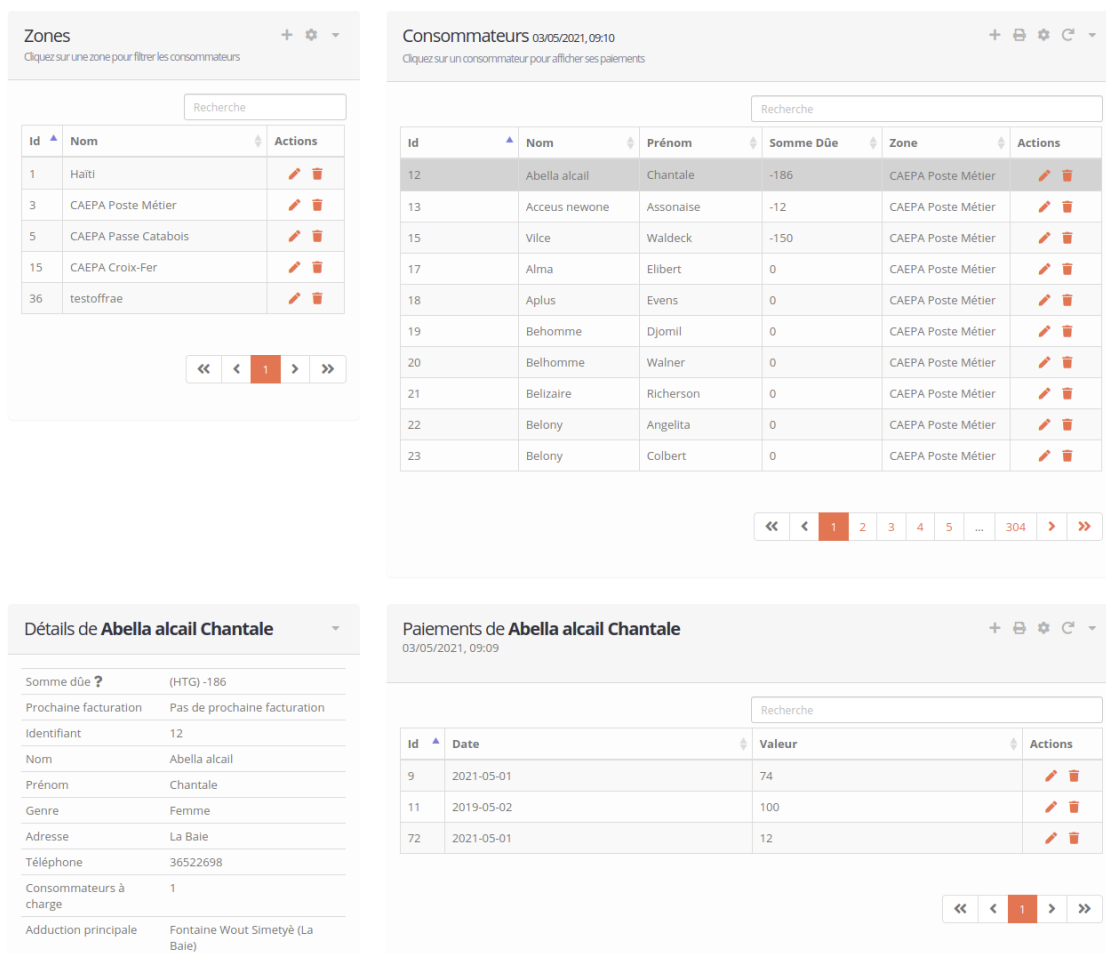 Zones
Cliquez sur une zone pour filtrer les consommateurs
Recherche
Id Nom Actions
1 Haïti
3 CAEPA Poste Métier
5 CAEPA Passe Catabois
15 CAEPA Croix-Fer
36 testoffrae
1
Consommateurs 03/05/2021, 09:10
Cliquez sur un consommateur pour afficher ses paiements
Recherche
Id Nom Prénom Somme Dûe Zone Actions
12 Abella alcail Chantale -186 CAEPA Poste Métier
13 Acceus newone Assonaise -12 CAEPA Poste Métier
15 Vilce Waldeck -150 CAEPA Poste Métier
17 Alma Elibert 0 CAEPA Poste Métier
18 Aplus Evens 0 CAEPA Poste Métier
19 Behomme Djomil 0 CAEPA Poste Métier
20 Belhomme Walner 0 CAEPA Poste Métier
21 Belizaire Richerson 0 CAEPA Poste Métier
22 Belony Angelita 0 CAEPA Poste Métier
23 Belony Colbert 0 CAEPA Poste Métier
1 2 3 4 5 ... 304
Détails de Abella alcail Chantale
Somme dûe ? (HTG) -186
Prochaine facturation Pas de prochaine facturation
Identifiant 12
Nom Abella alcail
Prénom Chantale
Genre Femme
Adresse La Baie
Téléphone 36522698
Consommateurs à 1
charge
Adduction principale Fontaine Wout Simetyè (La
Baie)
Paiements de Abella alcail Chantale
03/05/2021, 09:09
Recherche
Id Date Valeur Actions
9 2021-05-01 74
11 2019-05-02 100
72 2021-05-01 12
1